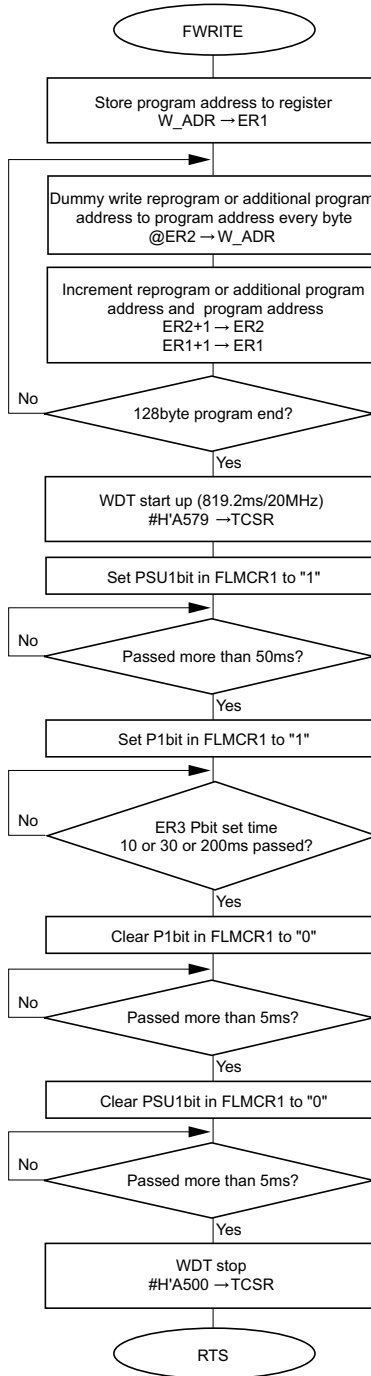 FWRITE
Store program address to register
W_ADR → ER1
Dummy write reprogram or additional program
address to program address every byte
@ER2 → W_ADR
Increment reprogram or additional program
address and program address
ER2+1 → ER2
ER1+1 → ER1
No
128byte program end?
Yes
WDT start up (819.2ms/20MHz)
#H'A579 → TCSR
Set PSU1bit in FLMCR1 to "1"
No
Passed more than 50ms?
Yes
Set P1bit in FLMCR1 to "1"
No
ER3 Pbit set time
10 or 30 or 200ms passed?
Yes
Clear P1bit in FLMCR1 to "0"
No
Passed more than 5ms?
Yes
Clear PSU1bit in FLMCR1 to "0"
No
Passed more than 5ms?
Yes
WDT stop
#H'A500 → TCSR
RTS